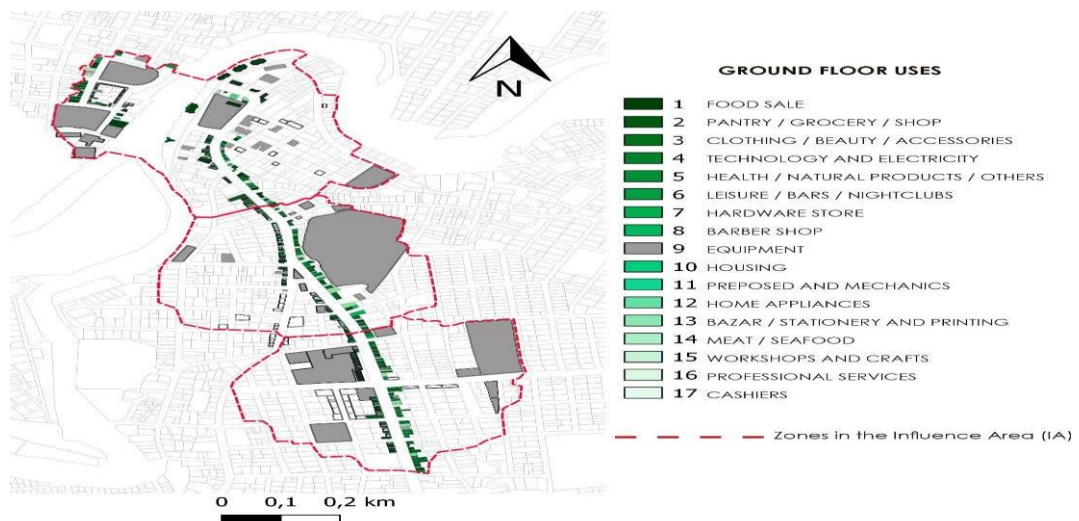 N
GROUND FLOOR USES
1 FOOD SALE
2 PANTRY / GROCERY / SHOP
3 CLOTHING / BEAUTY / ACCESSORIES
4 TECHNOLOGY AND ELECTRICITY
5 HEALTH / NATURAL PRODUCTS / OTHERS
6 LEISURE / BARS / NIGHTCLUBS
7 HARDWARE STORE
8 BARBER SHOP
9 EQUIPMENT
10 HOUSING
11 PREPOSED AND MECHANICS
12 HOME APPLIANCES
13 BAZAR / STATIONERY AND PRINTING
14 MEAT / SEAFOOD
15 WORKSHOPS AND CRAFTS
16 PROFESSIONAL SERVICES
17 CASHIERS
Zones in the Influence Area (IA)
0 0,1 0,2 km